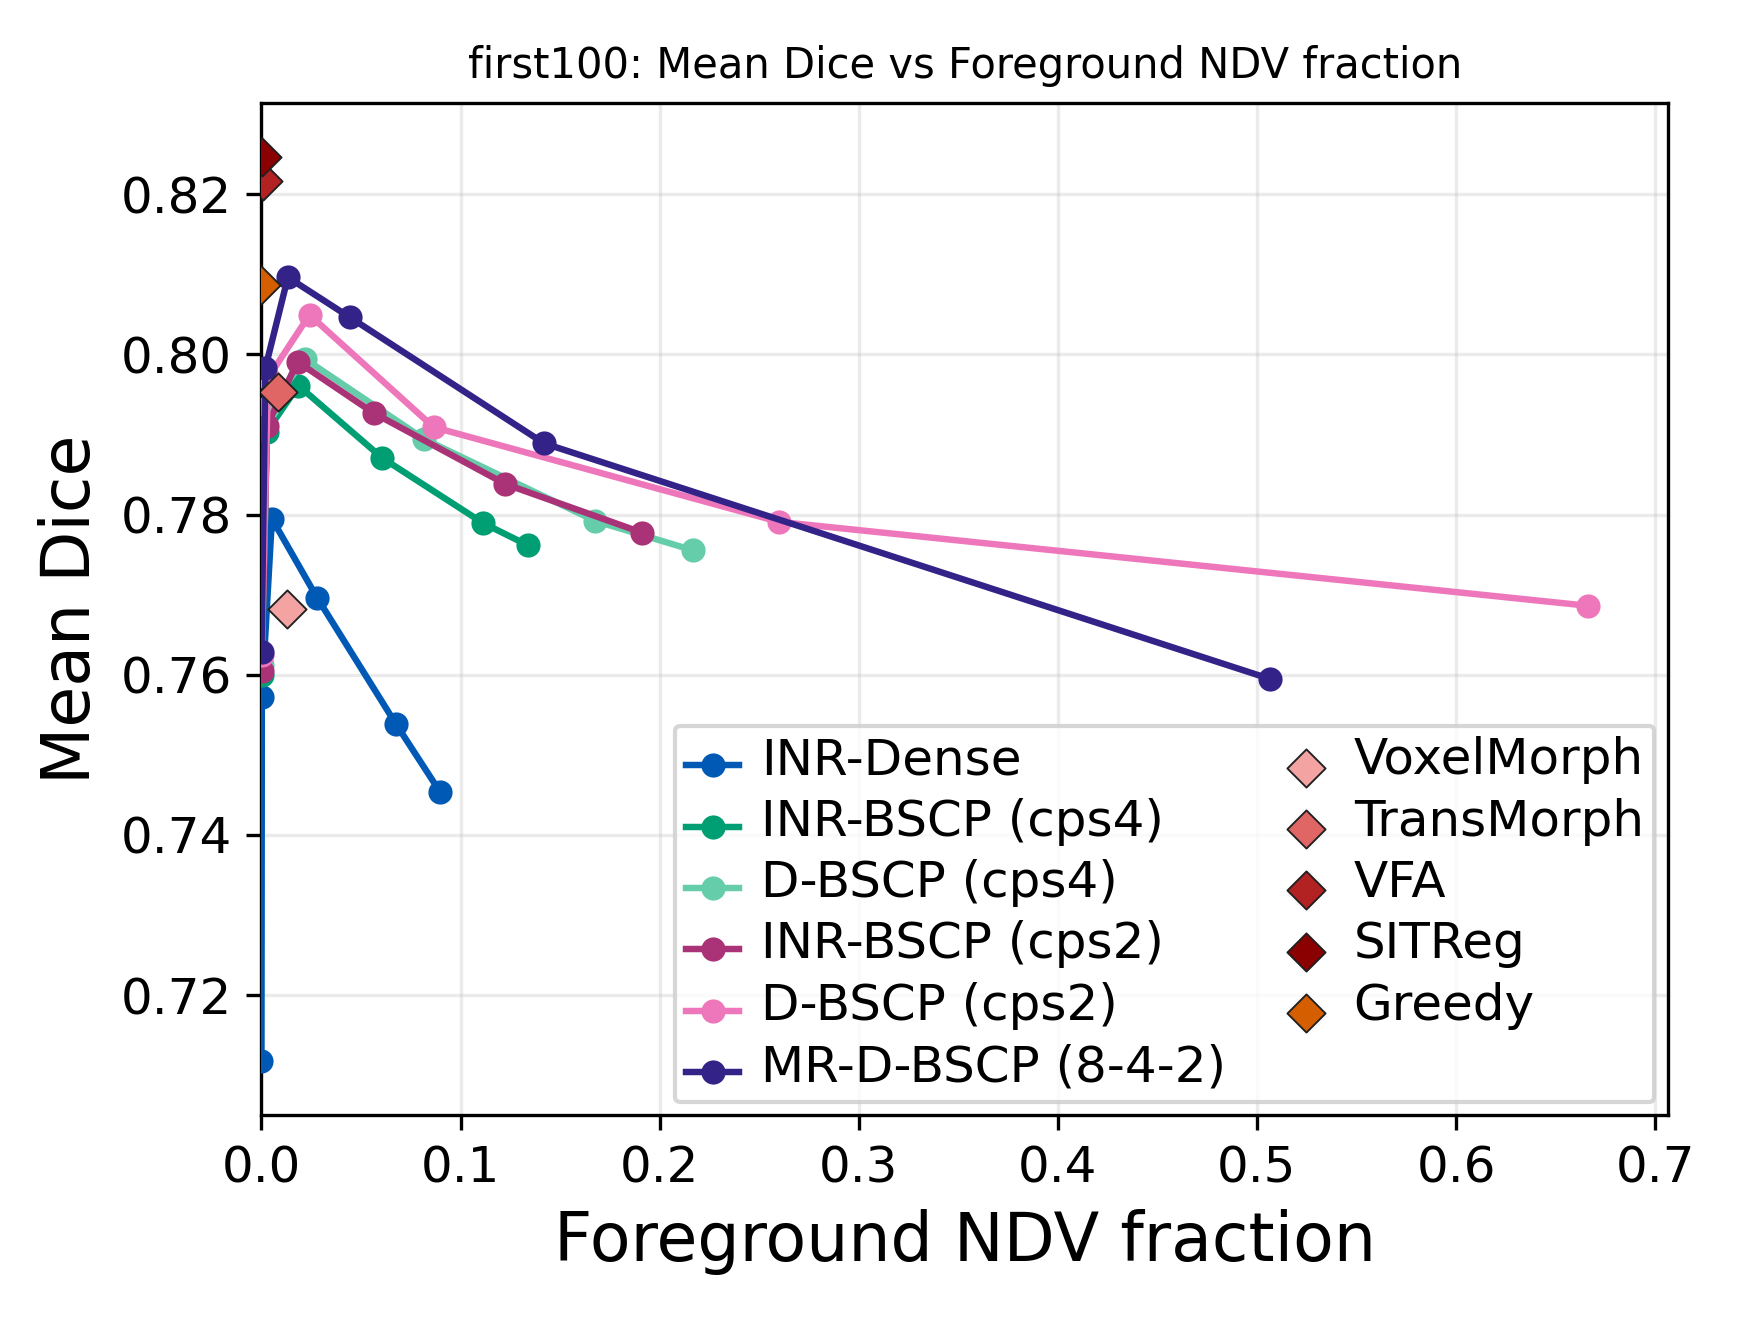 first100: Mean Dice vs Foreground NDV fraction
Mean Dice
0.82
0.80
0.78
0.76
0.74
0.72
INR-Dense
INR-BSCP (cps4)
D-BSCP (cps4)
INR-BSCP (cps2)
D-BSCP (cps2)
MR-D-BSCP (8-4-2)
VoxelMorph
TransMorph
VFA
SITReg
Greedy
0.0 0.1 0.2 0.3 0.4 0.5 0.6 0.7
Foreground NDV fraction